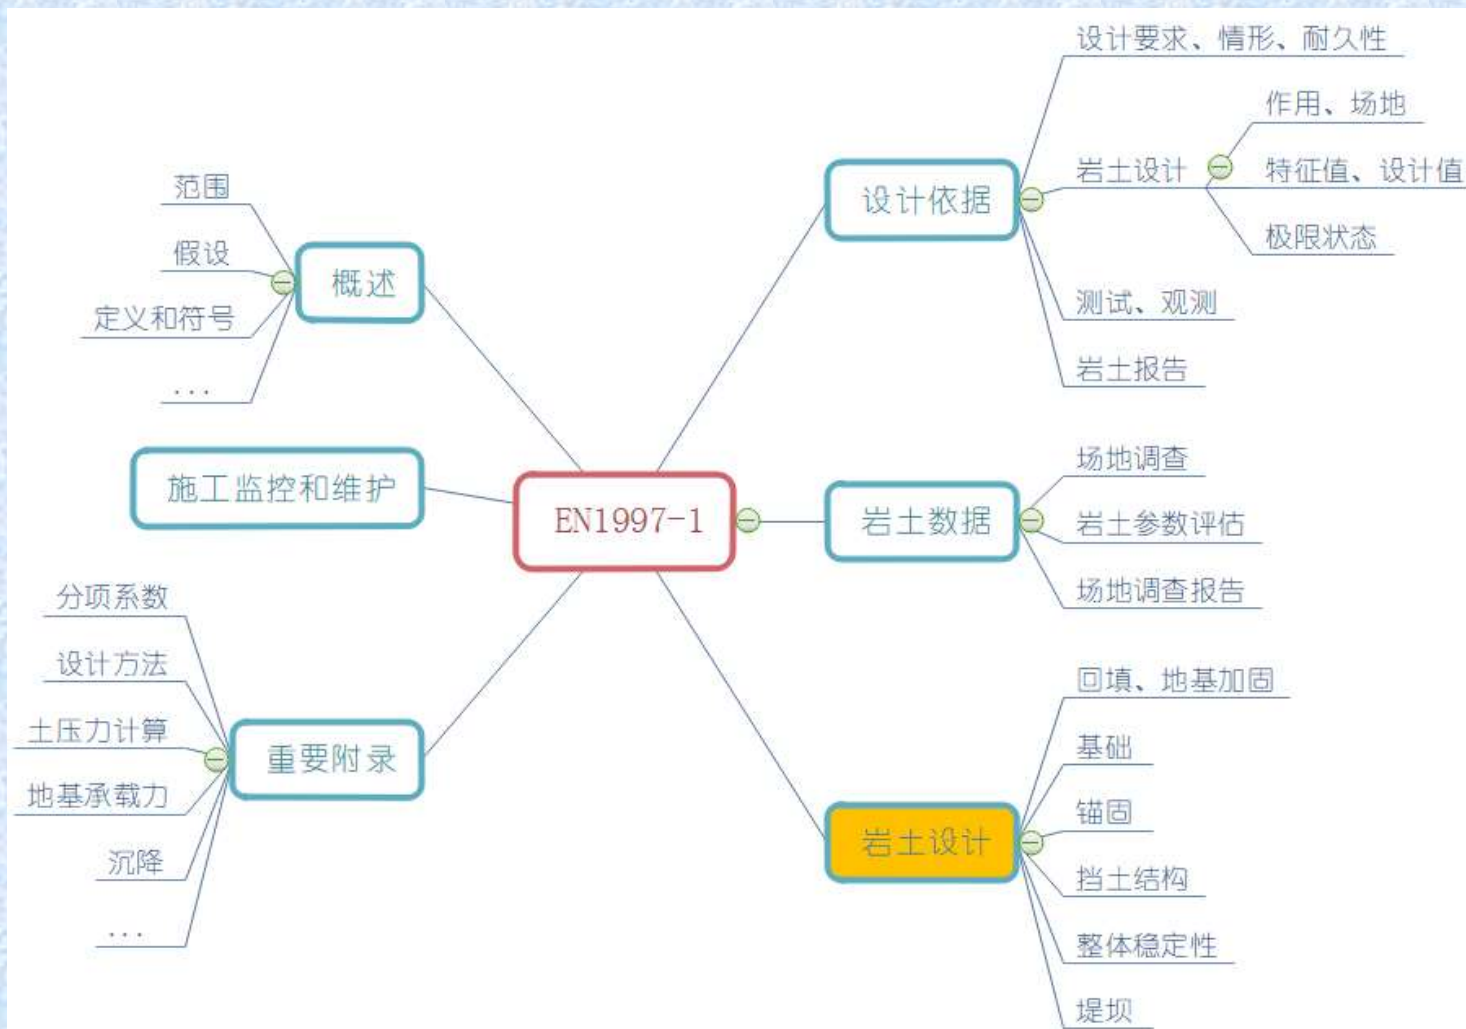 EN1997-1
设计依据
设计要求、情形、耐久性
岩土设计
作用、场地
特征值、设计值
极限状态
测试、观测
岩土报告
岩土数据
场地调查
岩土参数评估
场地调查报告
岩土设计
回填、地基加固
基础
锚固
挡土结构
整体稳定性
堤坝
概述
范围
假设
定义和符号
...
施工监控和维护
重要附录
分项系数
设计方法
土压力计算
地基承载力
沉降
...